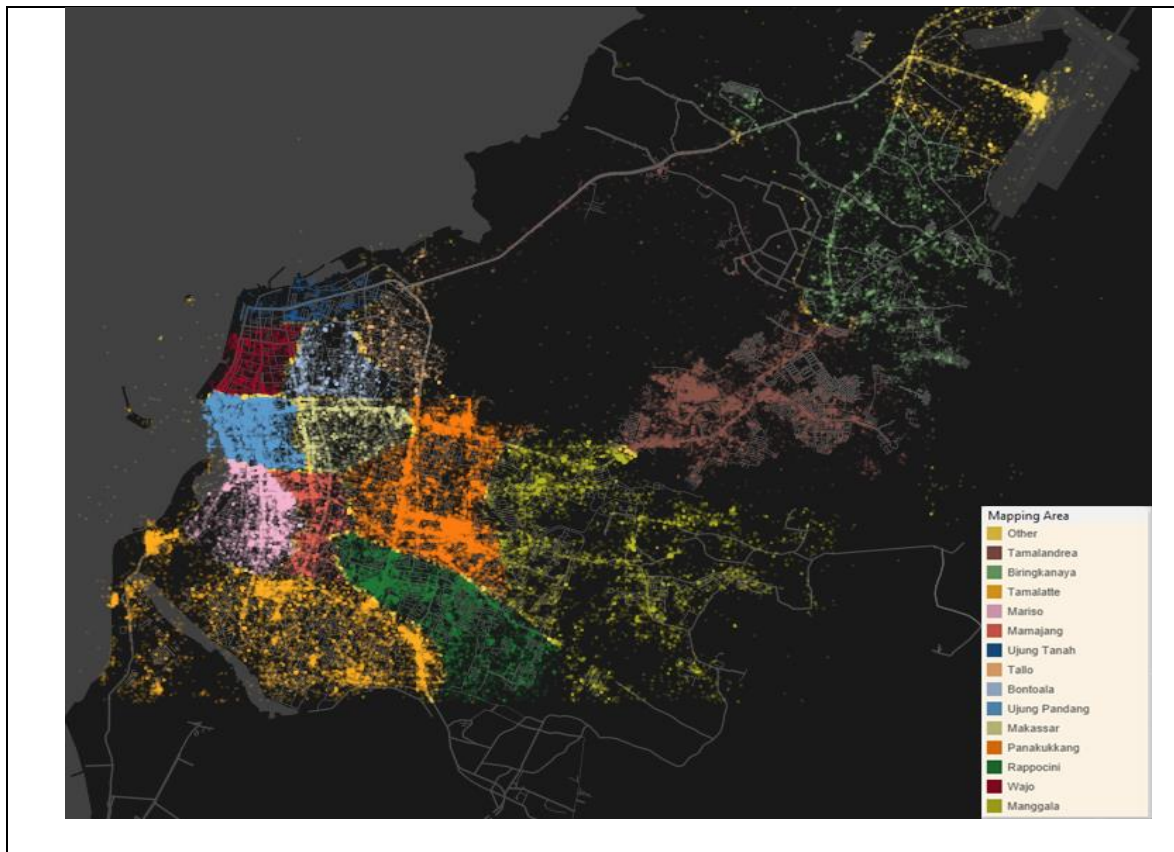 Mapping Area
Other
Tamalandrea
Biringkanaya
Tamalatte
Mariso
Mamajang
Ujung Tanah
Tallo
Bontoala
Ujung Pandang
Makassar
Panakukkang
Rappocini
Wajo
Manggala